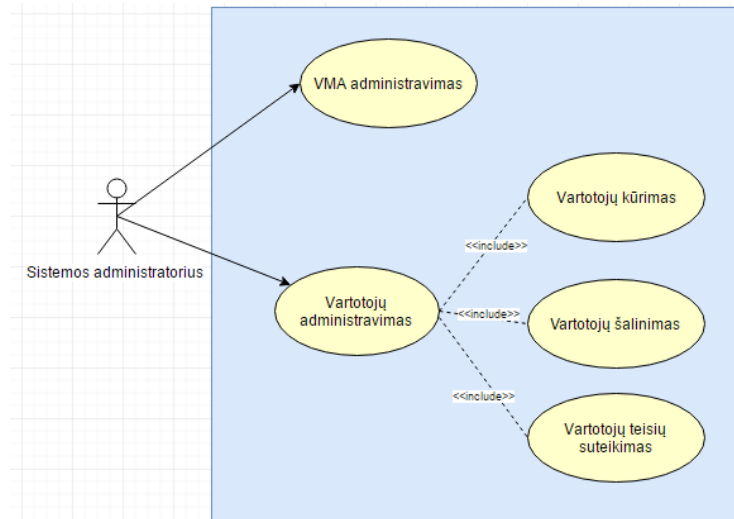 VMA administravimas
Vartotojų kūrimas
<<include>>
Sistemos administratorius
Vartotojų
administravimas
<<include>>
Vartotojų šalinimas
<<include>>
Vartotojų teisių
suteikimas